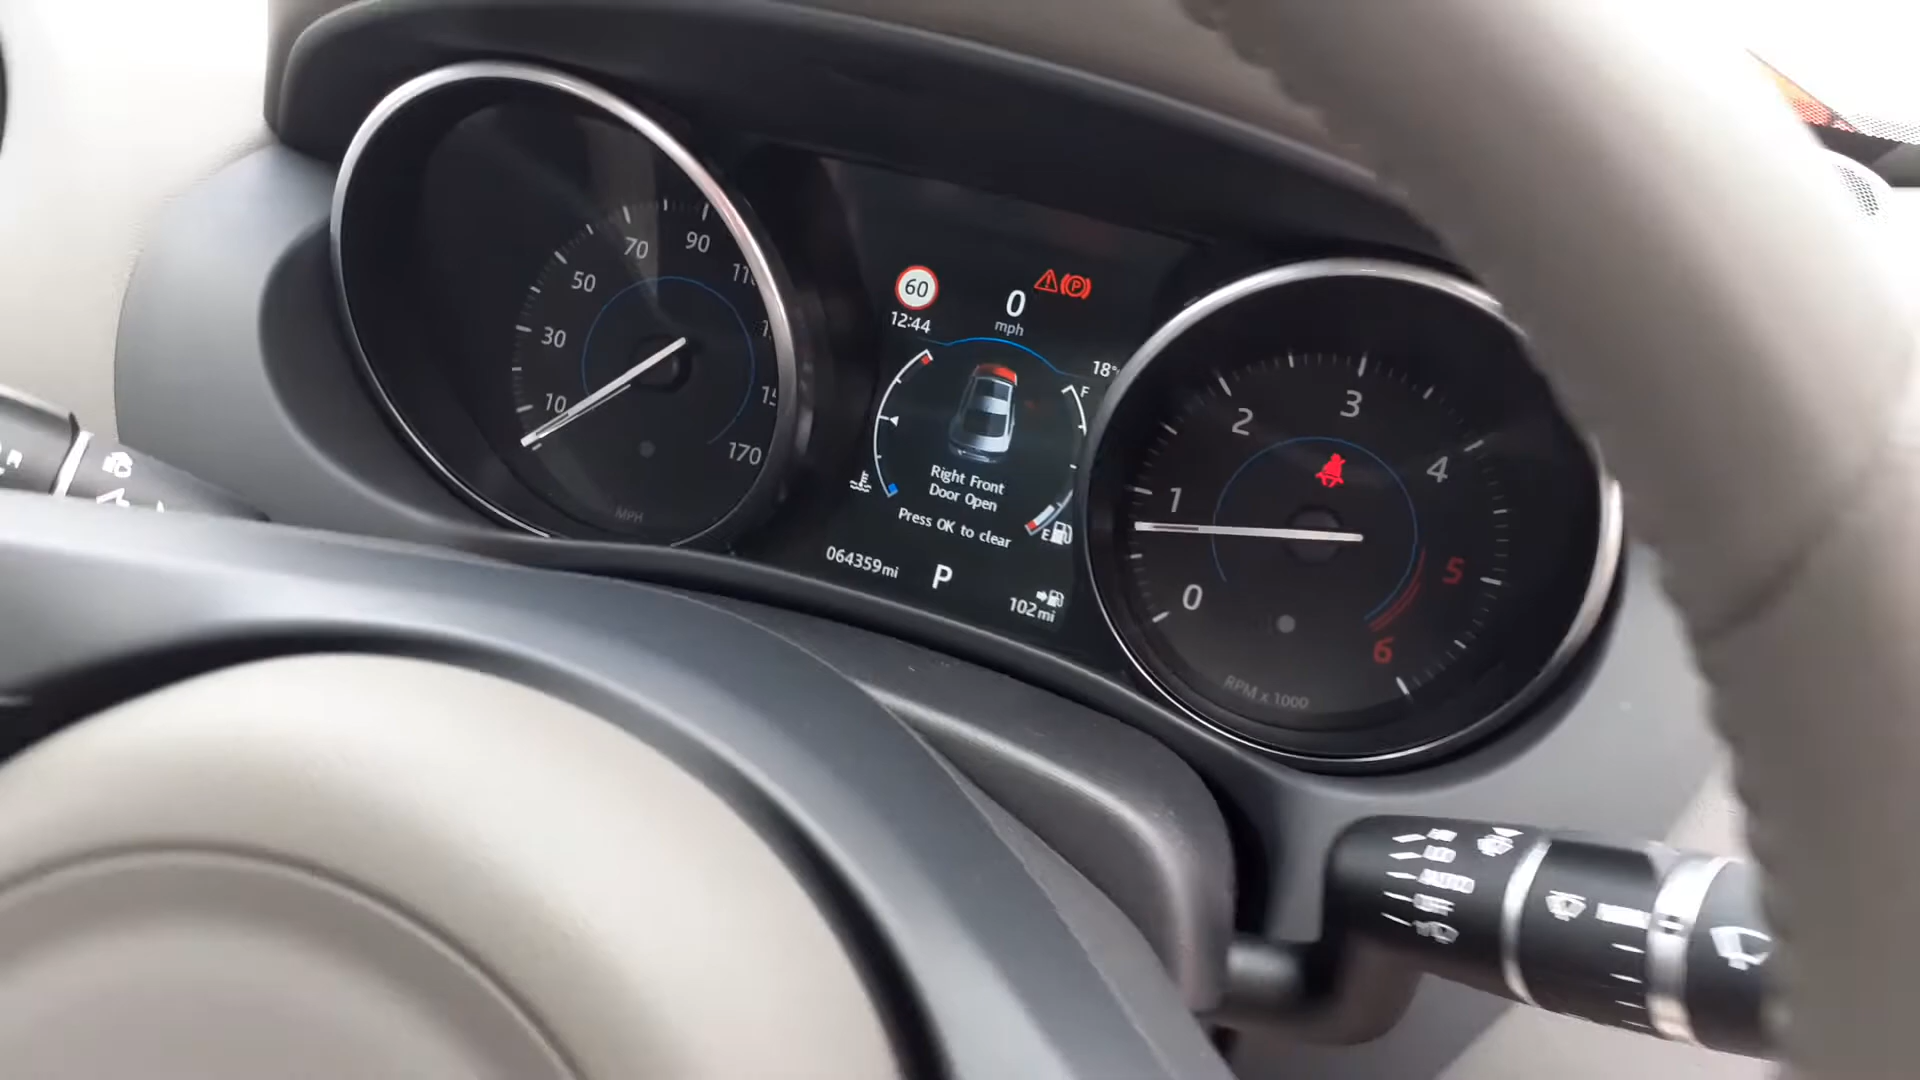 10
30
50
70
90
170
MPH
60
12:44
0
mph
18°
F
Right Front
Door Open
Press OK to clear
E
064359mi
P
102mi
0
1
2
3
4
5
6
RPM x 1000
OFF